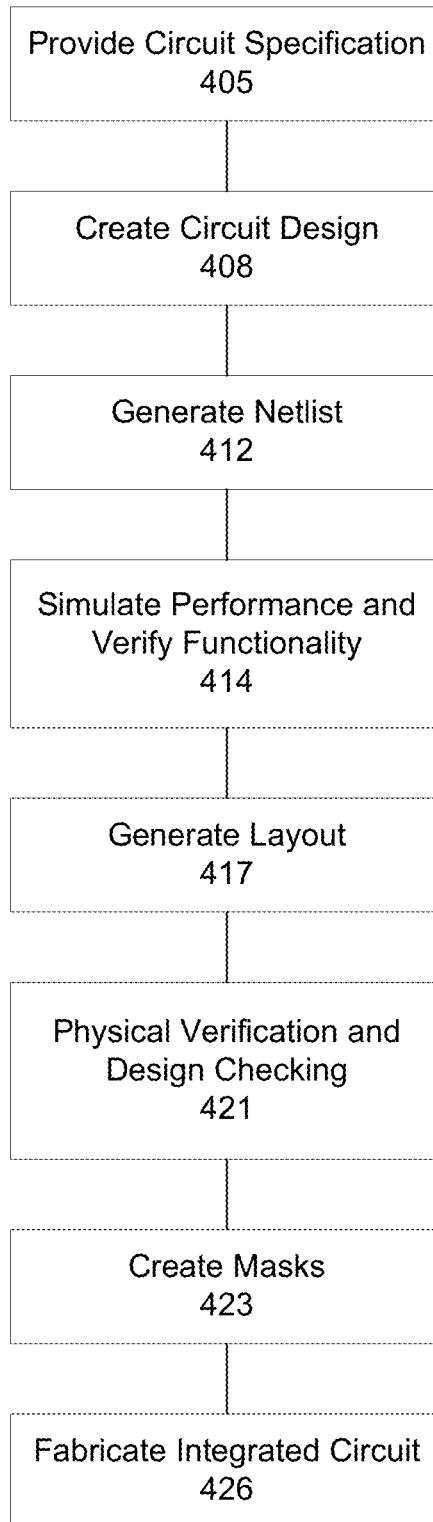 Provide Circuit Specification
405
Create Circuit Design
408
Generate Netlist
412
Simulate Performance and
Verify Functionality
414
Generate Layout
417
Physical Verification and
Design Checking
421
Create Masks
423
Fabricate Integrated Circuit
426